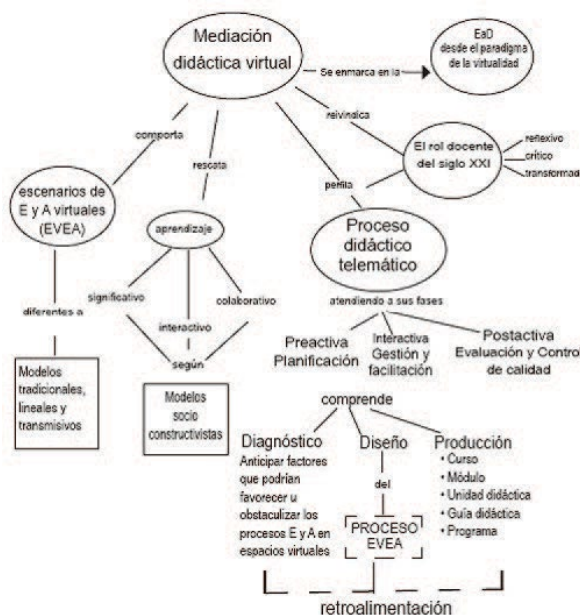 Mediación
didáctica virtual
Se enmarca en la
EaD
desde el paradigma
de la virtualidad
reivindica
El rol docente
del siglo XXI
reflexivo
crítico
transformad
comporta
rescata
perfila
escenarios de
E y A virtuales
(EVEA)
aprendizaje
Proceso
didáctico
telemático
significativo
interactivo
colaborativo
según
diferentes a
Modelos
tradicionales,
lineales y
transmisivos
Modelos
socio
constructivistas
atendiendo a sus fases
Preactiva
Planificación
Interactiva
Gestión y
facilitación
Postactiva
Evaluación y Control
de calidad
comprende
Diagnóstico
Anticipar factores
que podrían
favorecer u
obstaculizar los
procesos E y A en
espacios virtuales
Diseño
del
PROCESO
EVEA
Producción
• Curso
• Módulo
• Unidad didáctica
• Guía didáctica
• Programa
retroalimentación